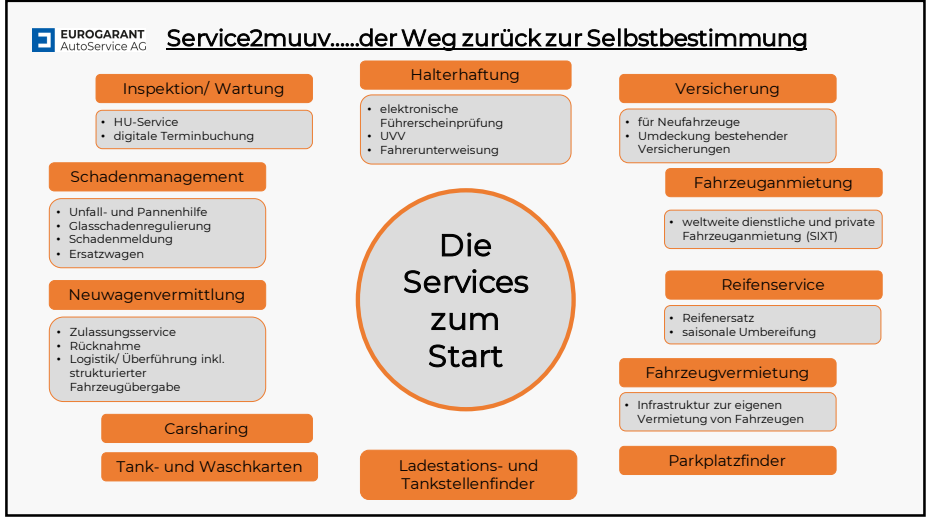 EUROGARANT
AutoService AG
Service2muuv......der Weg zurück zur Selbstbestimmung
Inspektion/ Wartung
• HU-Service
• digitale Terminbuchung
Halterhaftung
• elektronische
Führerscheinprüfung
• UVV
• Fahrerunterweisung
Versicherung
• für Neufahrzeuge
• Umdeckung bestehender
Versicherungen
Schadenmanagement
• Unfall- und Pannenhilfe
• Glasschadenregulierung
• Schadenmeldung
• Ersatzwagen
Fahrzeuganmietung
• weltweite dienstliche und private
Fahrzeuganmietung (SIXT)
Neuwagenvermittlung
• Zulassungsservice
• Rücknahme
• Logistik/ Überführung inkl.
strukturierter
Fahrzeugübergabe
Die
Services
zum
Start
Reifenservice
• Reifenersatz
• saisonale Umbereifung
Fahrzeugvermietung
• Infrastruktur zur eigenen
Vermietung von Fahrzeugen
Carsharing
Tank- und Waschkarten
Ladestations- und
Tankstellenfinder
Parkplatzfinder